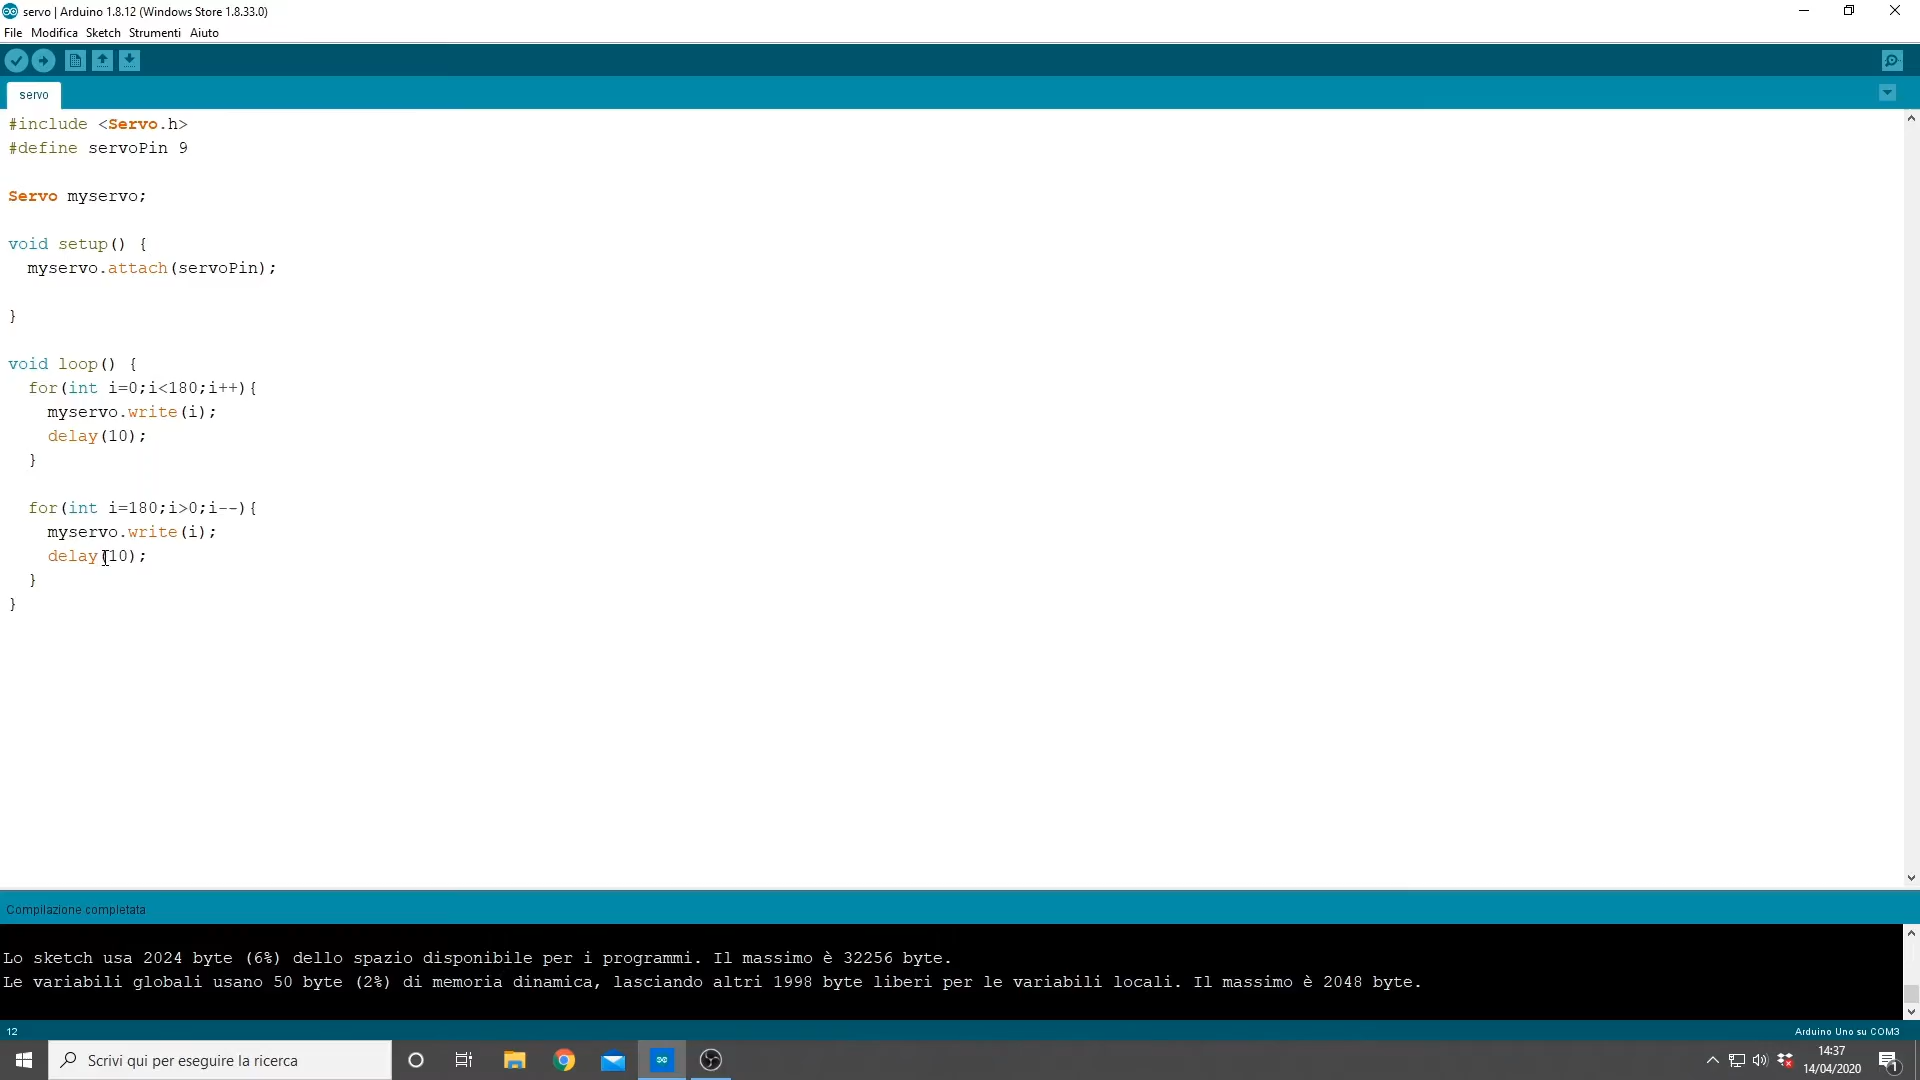 servo | Arduino 1.8.12 (Windows Store 1.8.33.0)
File Modifica Sketch Strumenti Aiuto
servo
#include <Servo.h>
#define servoPin 9
Servo myservo;
void setup() {
  myservo.attach(servoPin);
}
void loop() {
  for(int i=0;i<180;i++){
    myservo.write(i);
    delay(10);
  }
  for(int i=180;i>0;i--){
    myservo.write(i);
    delay(10);
  }
}
Compilazione completata
Lo sketch usa 2024 byte (6%) dello spazio disponibile per i programmi. Il massimo è 32256 byte.
Le variabili globali usano 50 byte (2%) di memoria dinamica, lasciando altri 1998 byte liberi per le variabili locali. Il massimo è 2048 byte.
12
Arduino Uno su COM3
Scrivi qui per eseguire la ricerca
14:37
14/04/2020
1